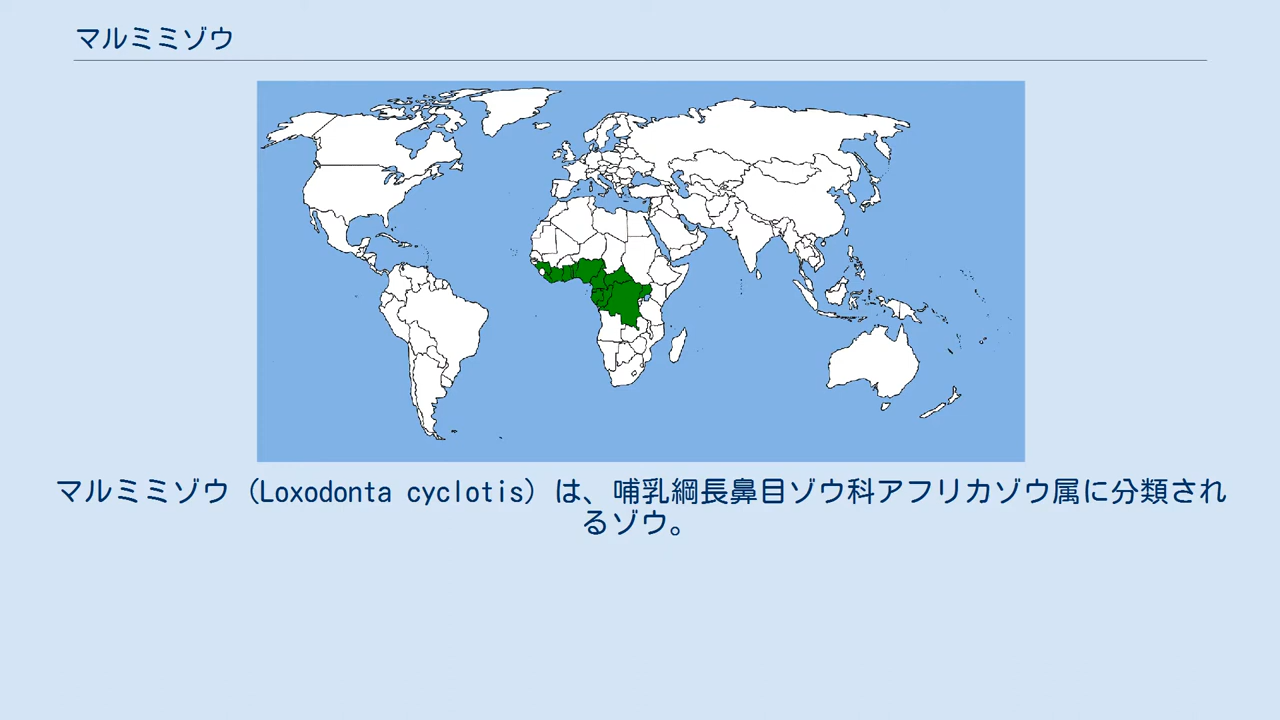 マルミミゾウ
マルミミゾウ (Loxodonta cyclotis) は、哺乳綱長鼻目ゾウ科アフリカゾウ属に分類され
るゾウ。